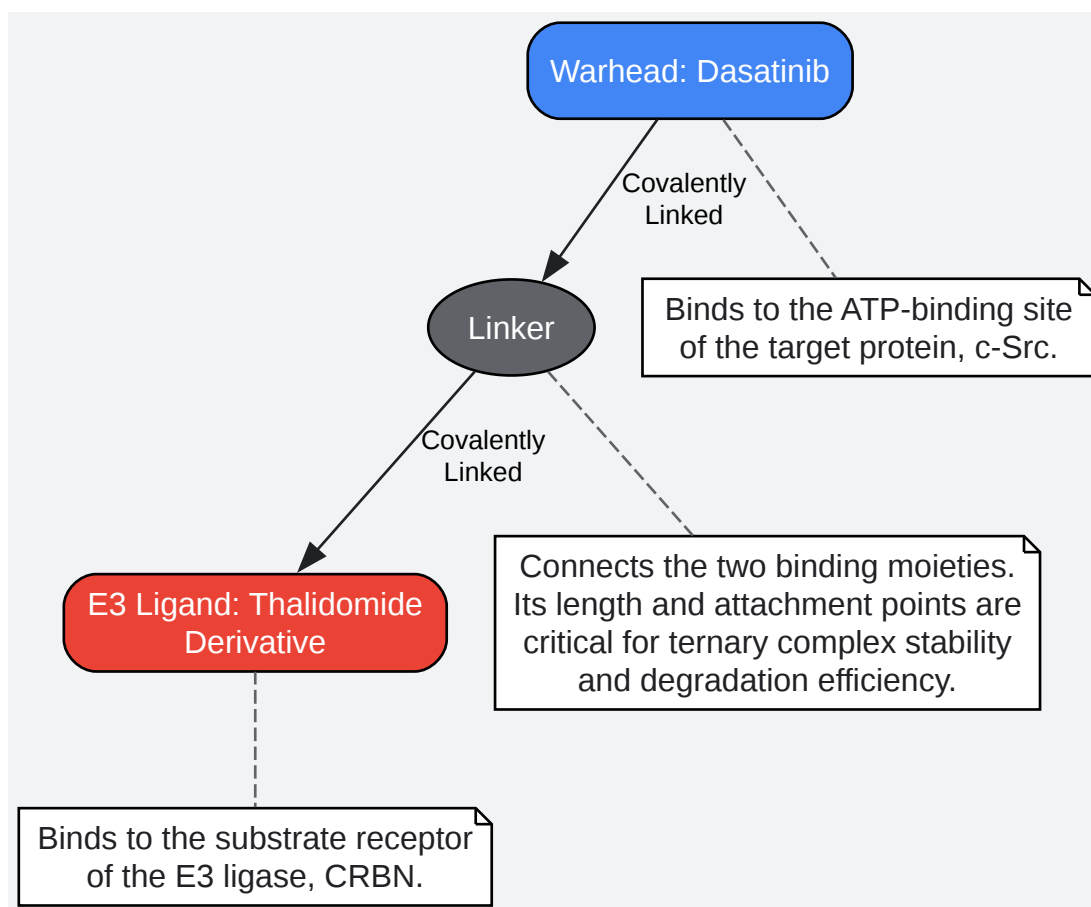 Warhead: Dasatinib
Covalently
Linked
Binds to the ATP-binding site
of the target protein, c-Src.
Linker
Covalently
Linked
Connects the two binding moieties.
Its length and attachment points are
critical for ternary complex stability
and degradation efficiency.
E3 Ligand: Thalidomide
Derivative
Binds to the substrate receptor
of the E3 ligase, CRBN.